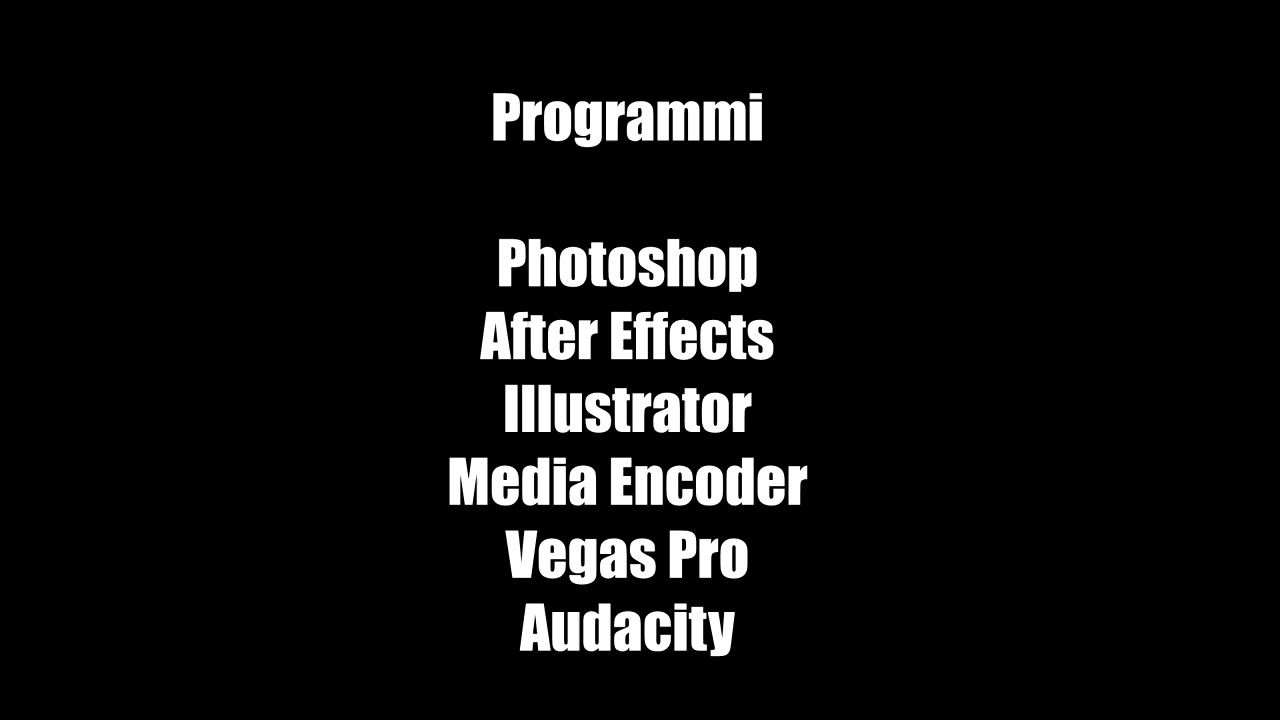 Programmi
Photoshop
After Effects
Illustrator
Media Encoder
Vegas Pro
Audacity